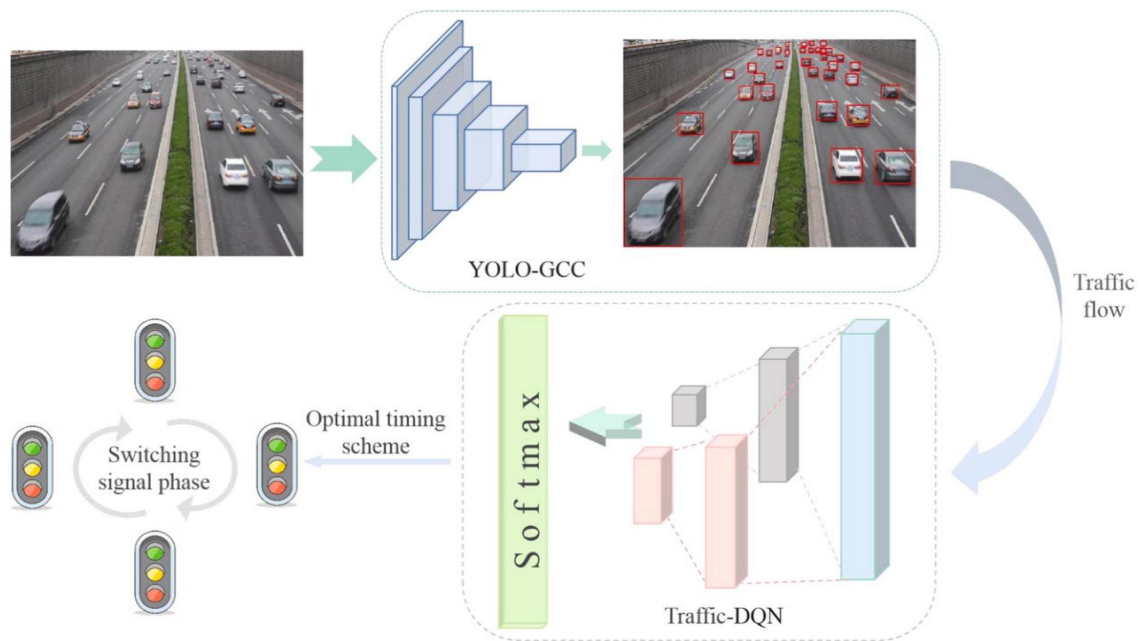 YOLO-GCC
Traffic
flow
Softmax
Optimal timing
scheme
Switching
signal phase
Traffic-DQN